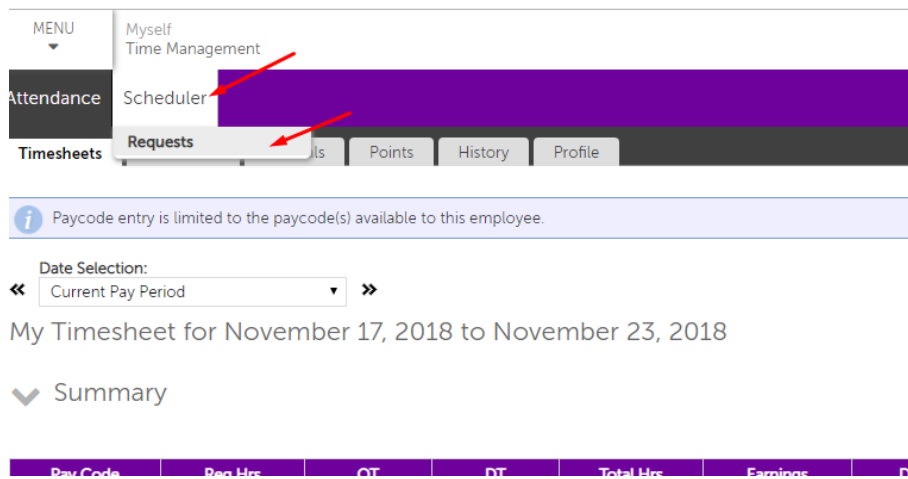 MENU
Myself
Time Management
Attendance Scheduler
Requests
Timesheets Points History Profile
Paycode entry is limited to the paycode(s) available to this employee.
Date Selection:
« Current Pay Period »
My Timesheet for November 17, 2018 to November 23, 2018
Summary
Pay Code Reg Hrs OT DT Total Hrs Earnings